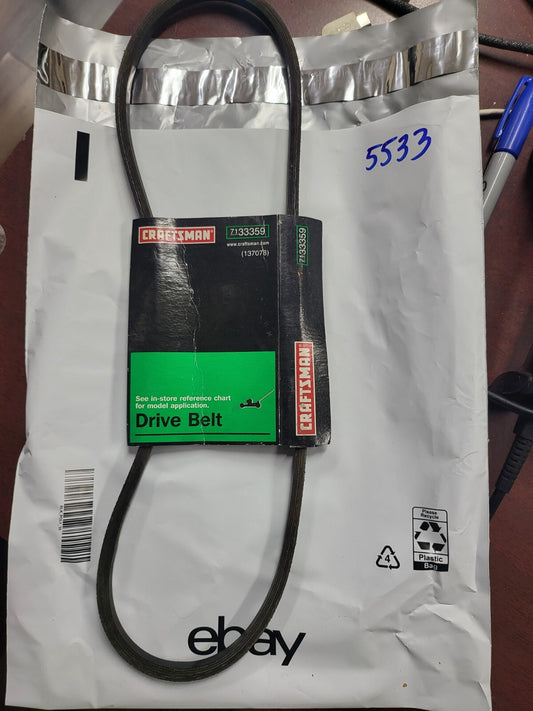 5533
CRAFTSMAN®
7133359
www.craftsman.com
(137078)
7133359
CRAFTSMAN®
See in-store reference chart
for model application.
Drive Belt
Please
Recycle
Plastic
Bag
4
ebay